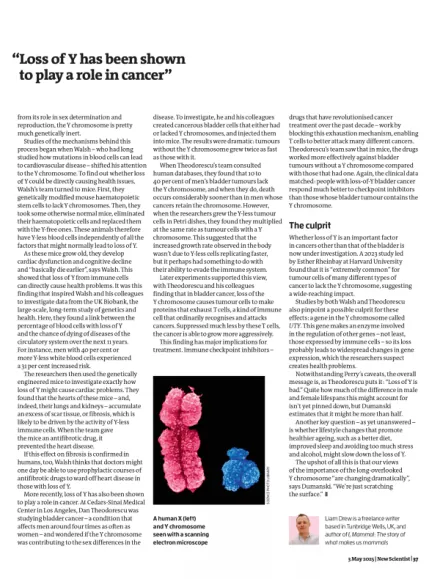 “Loss of Y has been shown
to play a role in cancer”
from its role in sex determination and
reproduction, the Y chromosome is pretty
much genetically inert.
Studies of the mechanisms behind this
process began when Walsh – who had long
studied how mutations in blood cells can lead
to cardiovascular disease – shifted his attention
to the Y chromosome. To find out whether loss
of Y could be directly causing health issues,
Walsh's team turned to mice. First, they
genetically modified mouse haematopoietic
stem cells to lack Y chromosomes. Then, they
took some otherwise normal mice, eliminated
their haematopoietic cells and replaced them
with the Y-free ones. These animals therefore
have Y-less blood cells independently of all the
factors that might normally lead to loss of Y.
As these mice grow old, they develop
cardiac dysfunction and cognitive decline
and “basically die earlier”, says Walsh. This
showed that loss of Y from immune cells
can directly cause health problems. It was this
finding that inspired Walsh and his colleagues
to investigate data from the UK Biobank, the
large-scale, long-term study of genetics and
health. Here, they found a link between the
percentage of blood cells with loss of Y
and the chance of dying of diseases of the
circulatory system over the next 11 years.
For instance, men with 40 per cent or
more Y-less white blood cells experienced
a 31 per cent increased risk.
The researchers then used the genetically
engineered mice to investigate exactly how
loss of Y might cause cardiac problems. They
found that the hearts of these mice – and,
indeed, their lungs and kidneys – accumulate
an excess of scar tissue, or fibrosis, which is
likely to be driven by the activity of Y-less
immune cells. When the team gave
the mice an antifibrotic drug, it
prevented the heart disease.
If this effect on fibrosis is confirmed in
humans, too, Walsh thinks that doctors might
one day be able to use prophylactic courses of
antifibrotic drugs to ward off heart disease in
those with loss of Y.
More recently, loss of Y has also been shown
to play a role in cancer. At Cedars-Sinai Medical
Center in Los Angeles, Dan Theodorescu was
studying bladder cancer – a condition that
affects men around four times as often as
women – and wondered if the Y chromosome
was contributing to the sex differences in the
disease. To investigate, he and his colleagues
created cancerous bladder cells that either had
or lacked Y chromosomes, and injected them
into mice. The results were dramatic: tumours
without the Y chromosome grew twice as fast
as those with it.
When Theodorescu's team consulted
human databases, they found that 10 to
40 per cent of men's bladder tumours lack
the Y chromosome, and when they do, death
occurs considerably sooner than in men whose
cancers retain the chromosome. However,
when the researchers grew the Y-less tumour
cells in Petri dishes, they found they multiplied
at the same rate as tumour cells with a Y
chromosome. This suggested that the
increased growth rate observed in the body
wasn't due to Y-less cells replicating faster,
but it perhaps had something to do with
their ability to evade the immune system.
Later experiments supported this view,
with Theodorescu and his colleagues
finding that in bladder cancer, loss of the
Y chromosome causes tumour cells to make
proteins that exhaust T cells, a kind of immune
cell that ordinarily recognises and attacks
cancers. Suppressed much less by these T cells,
the cancer is able to grow more aggressively.
This finding has major implications for
treatment. Immune checkpoint inhibitors –
A human X (left)
and Y chromosome
seen with a scanning
electron microscope
drugs that have revolutionised cancer
treatment over the past decade – work by
blocking this exhaustion mechanism, enabling
T cells to better attack many different cancers.
Theodorescu's team saw that in mice, the drugs
worked more effectively against bladder
tumours without a Y chromosome compared
with those that had one. Again, the clinical data
matched – people with loss-of-Y bladder cancer
respond much better to checkpoint inhibitors
than those whose bladder tumour contains the
Y chromosome.
The culprit
Whether loss of Y is an important factor
in cancers other than that of the bladder is
now under investigation. A 2023 study led
by Esther Rheinbay at Harvard University
found that it is “extremely common” for
tumour cells of many different types of
cancer to lack the Y chromosome, suggesting
a wide-reaching impact.
Studies by both Walsh and Theodorescu
also pinpoint a possible culprit for these
effects: a gene in the Y chromosome called
UTY. This gene makes an enzyme involved
in the regulation of other genes – not least,
those expressed by immune cells – so its loss
probably leads to widespread changes in gene
expression, which the researchers suspect
creates health problems.
Notwithstanding Perry's caveats, the overall
message is, as Theodorescu puts it: “Loss of Y is
bad.” Quite how much of the difference in male
and female lifespans this might account for
isn't yet pinned down, but Dumanski
estimates that it might be more than half.
Another key question – as yet unanswered –
is whether lifestyle changes that promote
healthier ageing, such as a better diet,
improved sleep and avoiding too much stress
and alcohol, might slow down the loss of Y.
The upshot of all this is that our views
of the importance of the long-overlooked
Y chromosome “are changing dramatically”,
says Dumanski. “We're just scratching
the surface.”
Liam Drew is a freelance writer
based in Tunbridge Wells, UK, and
author of I, Mammal: The story of
what makes us mammals
3 May 2025 | New Scientist | 37